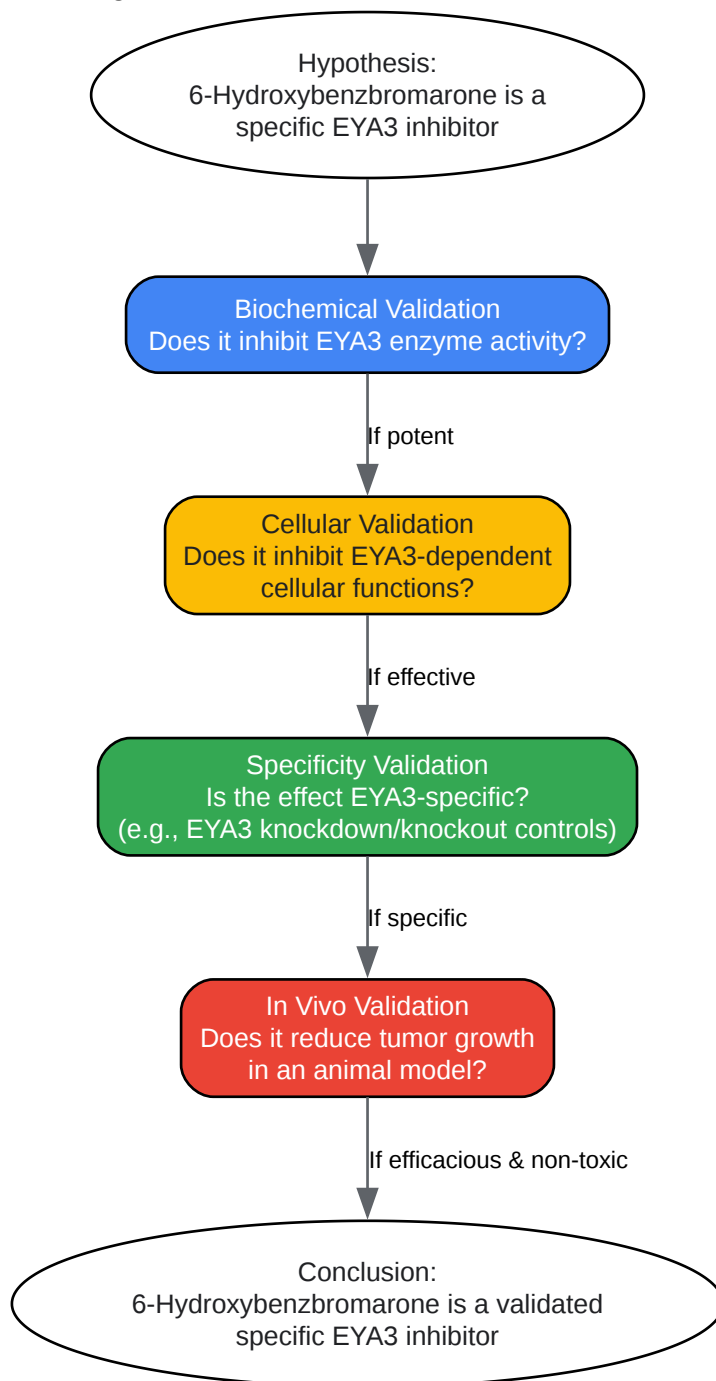 Hypothesis:
6-Hydroxybenzbromarone is a
specific EYA3 inhibitor
Biochemical Validation
Does it inhibit EYA3 enzyme activity?
If potent
Cellular Validation
Does it inhibit EYA3-dependent
cellular functions?
If effective
Specificity Validation
Is the effect EYA3-specific?
(e.g., EYA3 knockdown/knockout controls)
If specific
In Vivo Validation
Does it reduce tumor growth
in an animal model?
If efficacious & non-toxic
Conclusion:
6-Hydroxybenzbromarone is a validated
specific EYA3 inhibitor